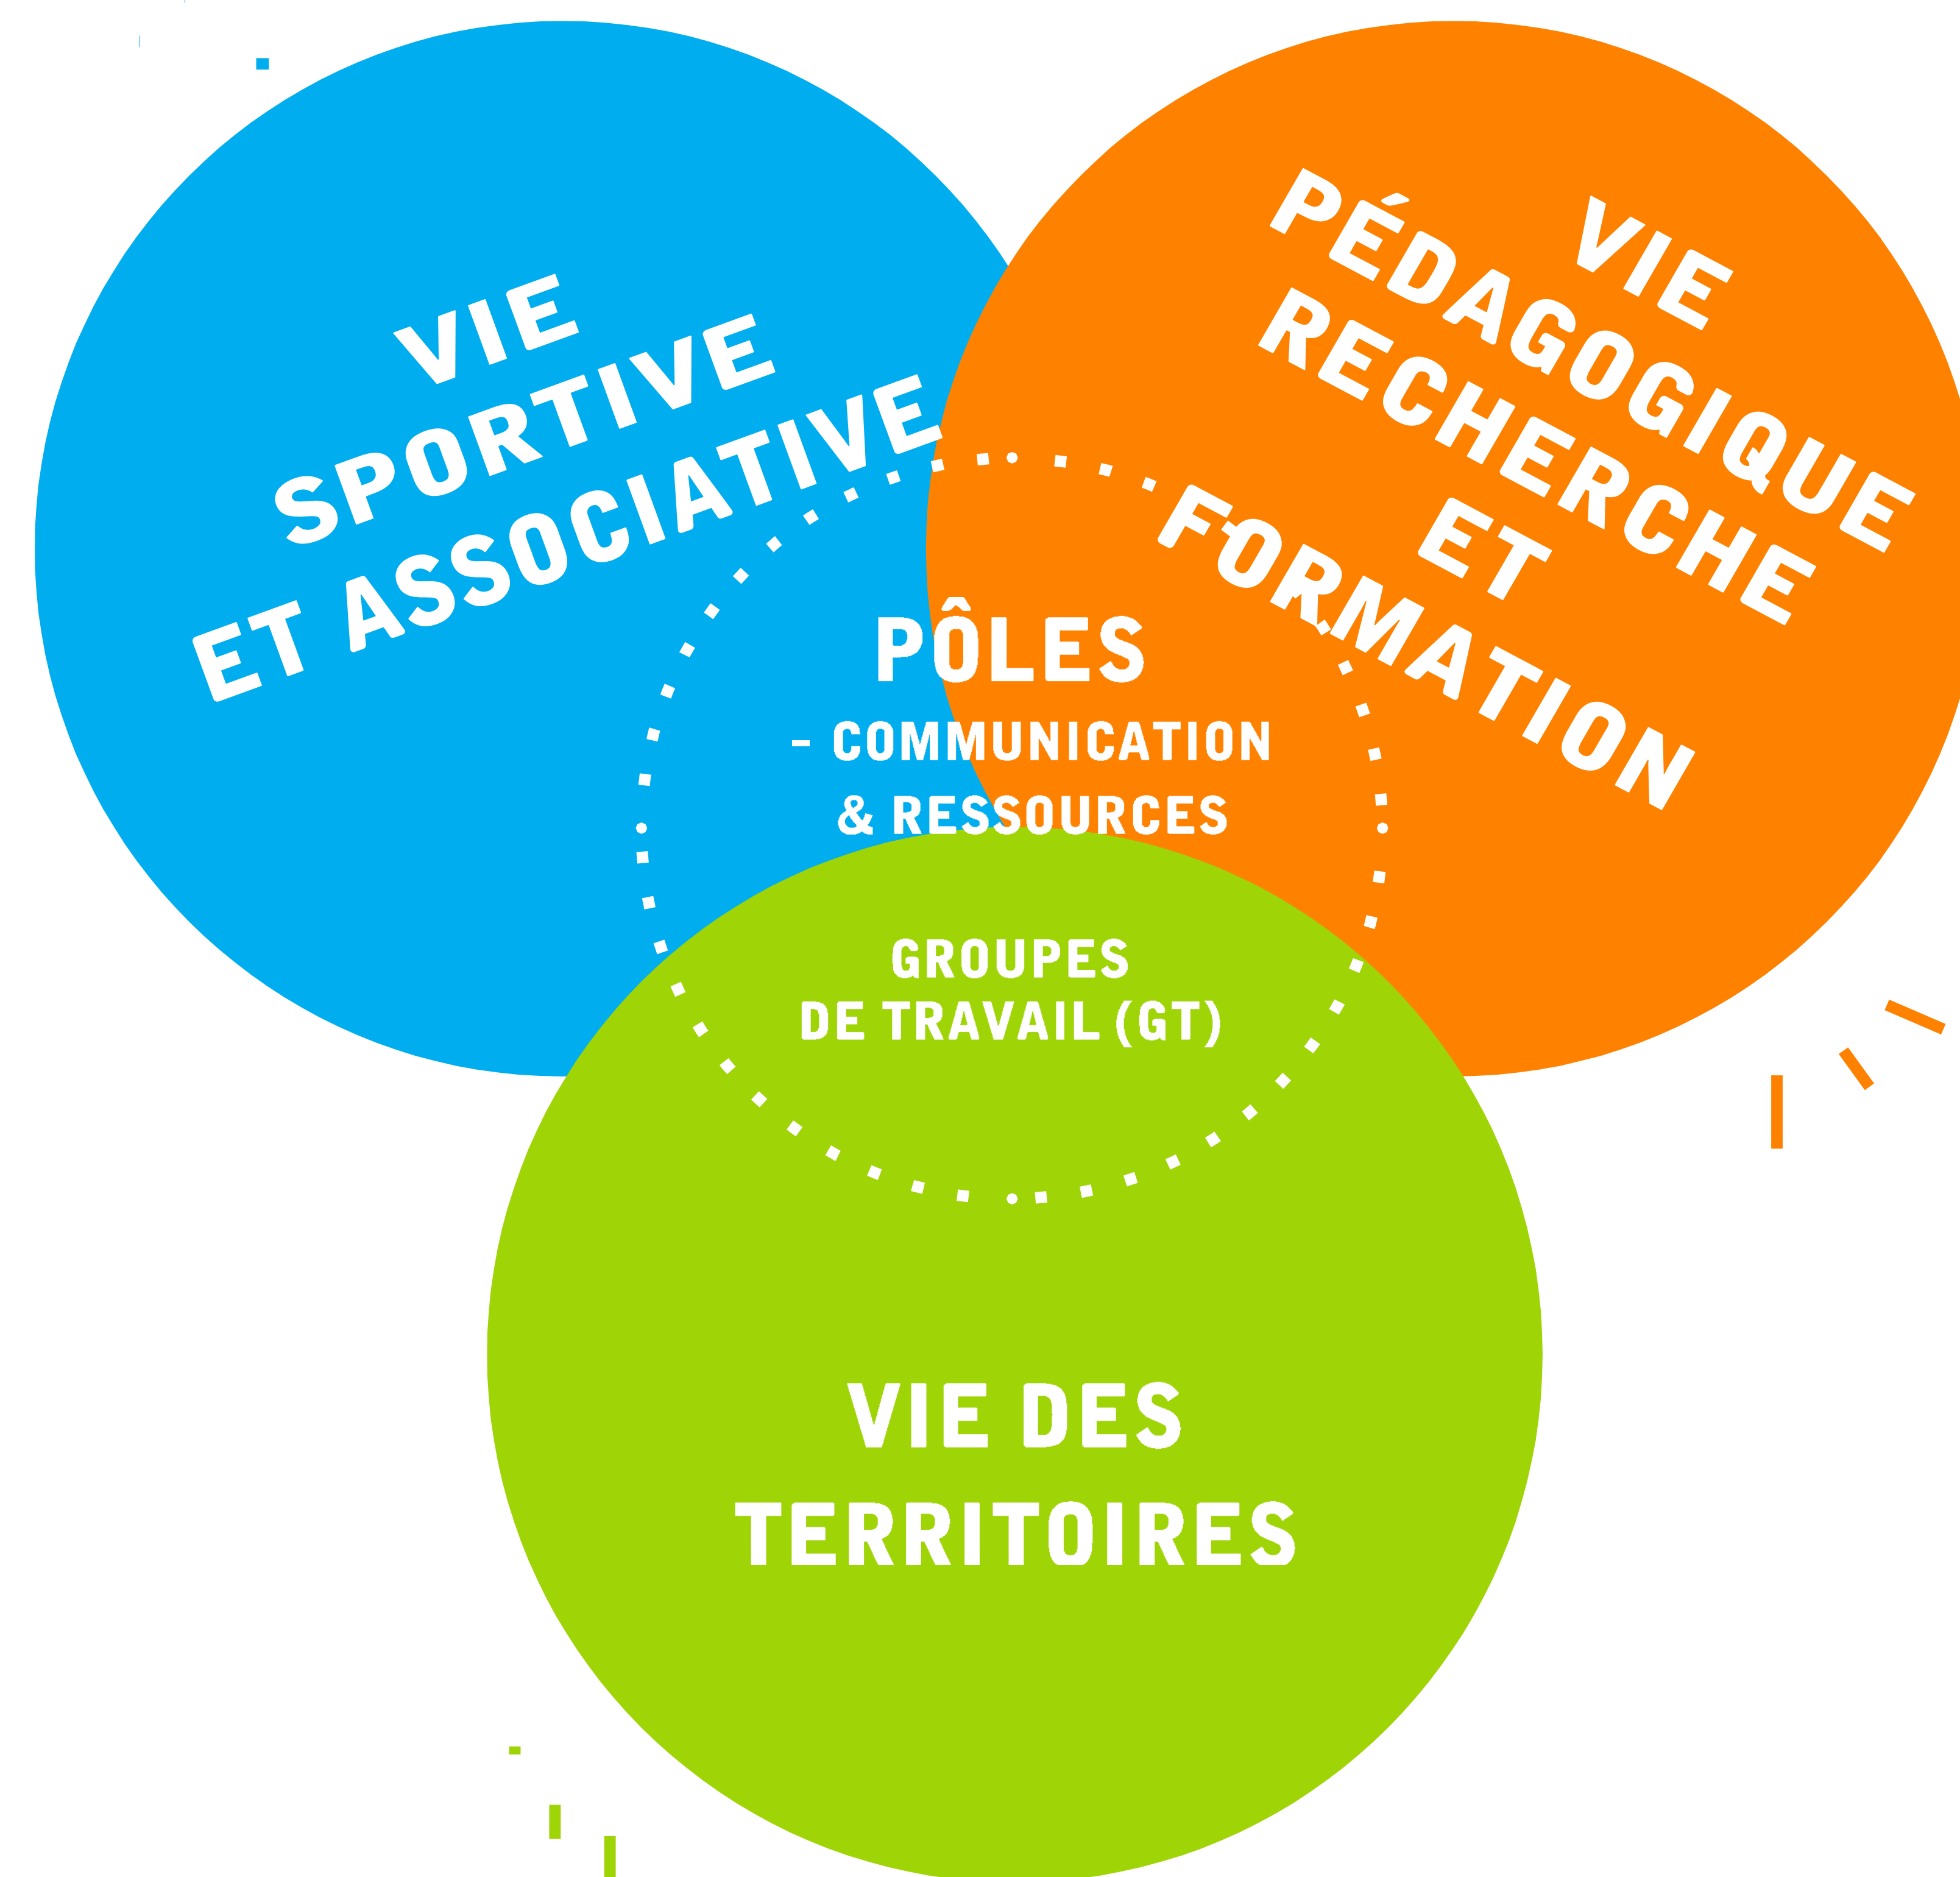 VIE
SPORTIVE
ET ASSOCIATIVE
VIE
PÉDAGOGIQUE
RECHERCHE
ET
FORMATION
PÔLES
- COMMUNICATION
& RESSOURCES
GROUPES
DE TRAVAIL (GT)
VIE DES
TERRITOIRES